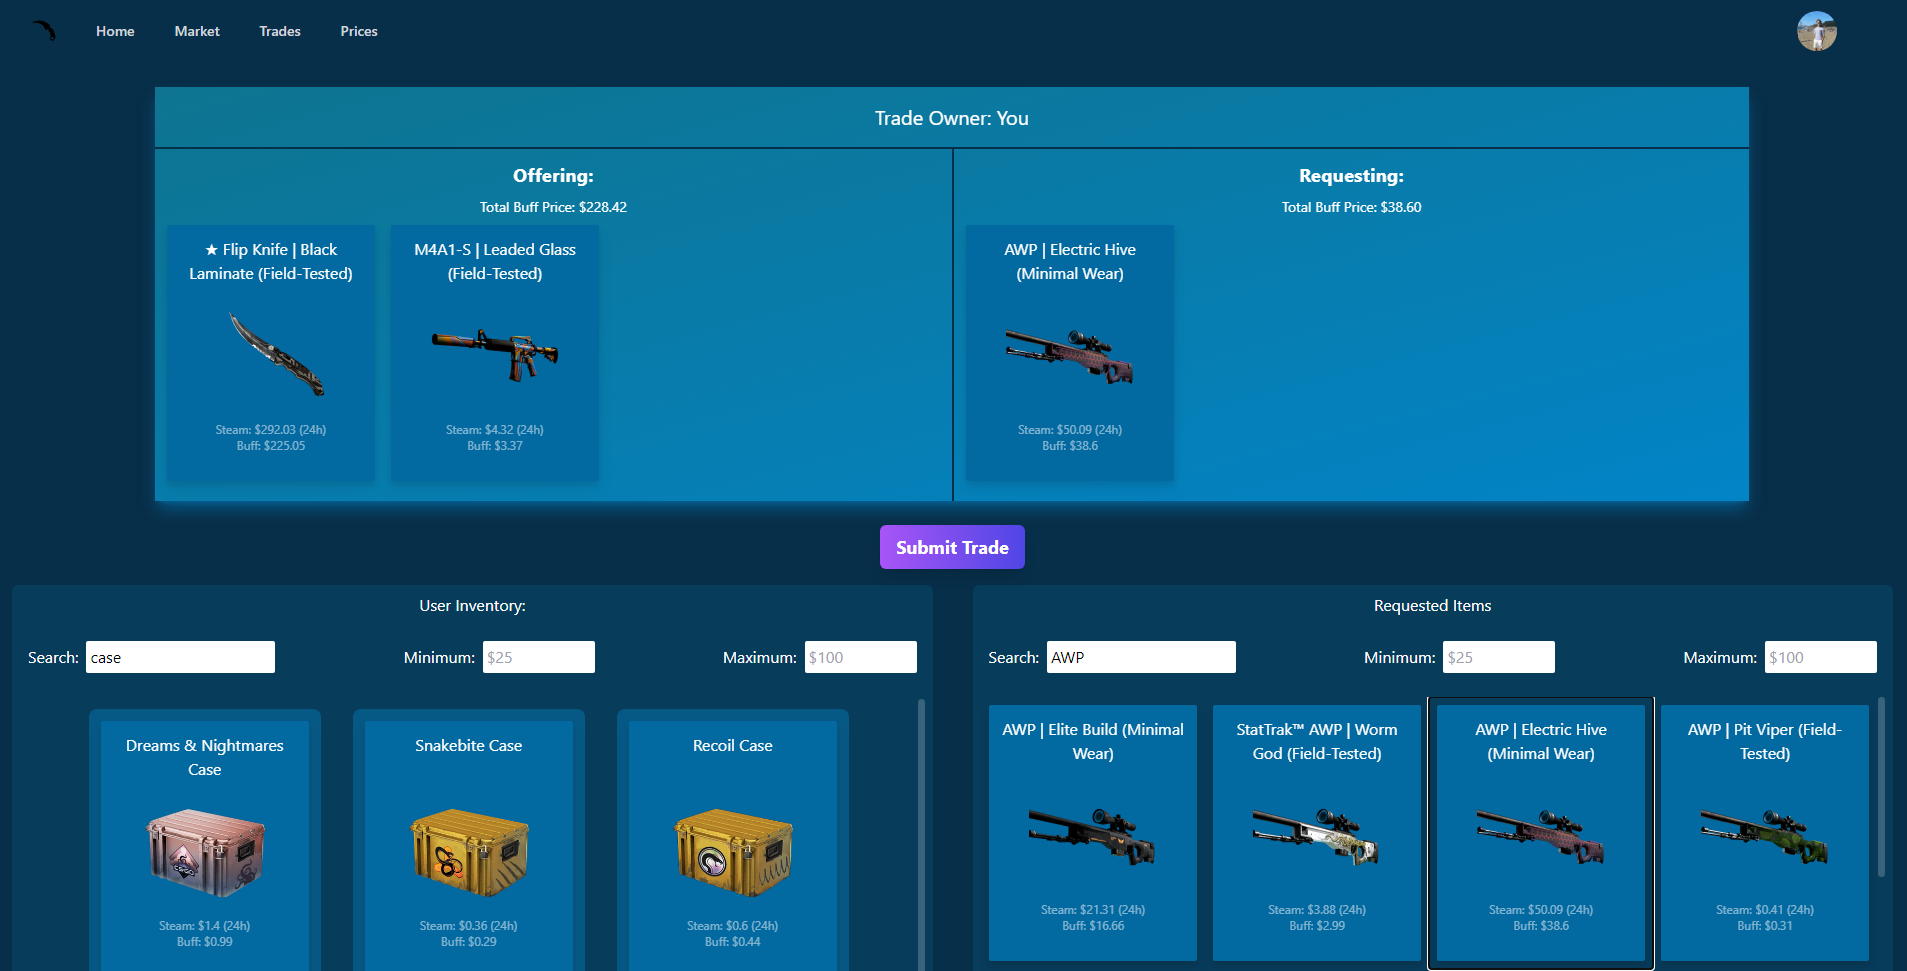 Home
Market
Trades
Prices
Trade Owner: You
Offering:
Total Buff Price: $228.42
★ Flip Knife | Black
Laminate (Field-Tested)
Steam: $292.03 (24h)
Buff: $225.05
M4A1-S | Leaded Glass
(Field-Tested)
Steam: $4.32 (24h)
Buff: $3.37
Requesting:
Total Buff Price: $38.60
AWP | Electric Hive
(Minimal Wear)
Steam: $50.09 (24h)
Buff: $38.6
Submit Trade
User Inventory:
Search: case
Minimum: $25
Maximum: $100
Dreams & Nightmares
Case
Steam: $1.4 (24h)
Buff: $0.99
Snakebite Case
Steam: $0.36 (24h)
Buff: $0.29
Recoil Case
Steam: $0.6 (24h)
Buff: $0.44
Requested Items
Search: AWP
Minimum: $25
Maximum: $100
AWP | Elite Build (Minimal
Wear)
Steam: $21.31 (24h)
Buff: $16.66
StatTrak™ AWP | Worm
God (Field-Tested)
Steam: $3.88 (24h)
Buff: $2.99
AWP | Electric Hive
(Minimal Wear)
Steam: $50.09 (24h)
Buff: $38.6
AWP | Pit Viper (Field-
Tested)
Steam: $0.41 (24h)
Buff: $0.31